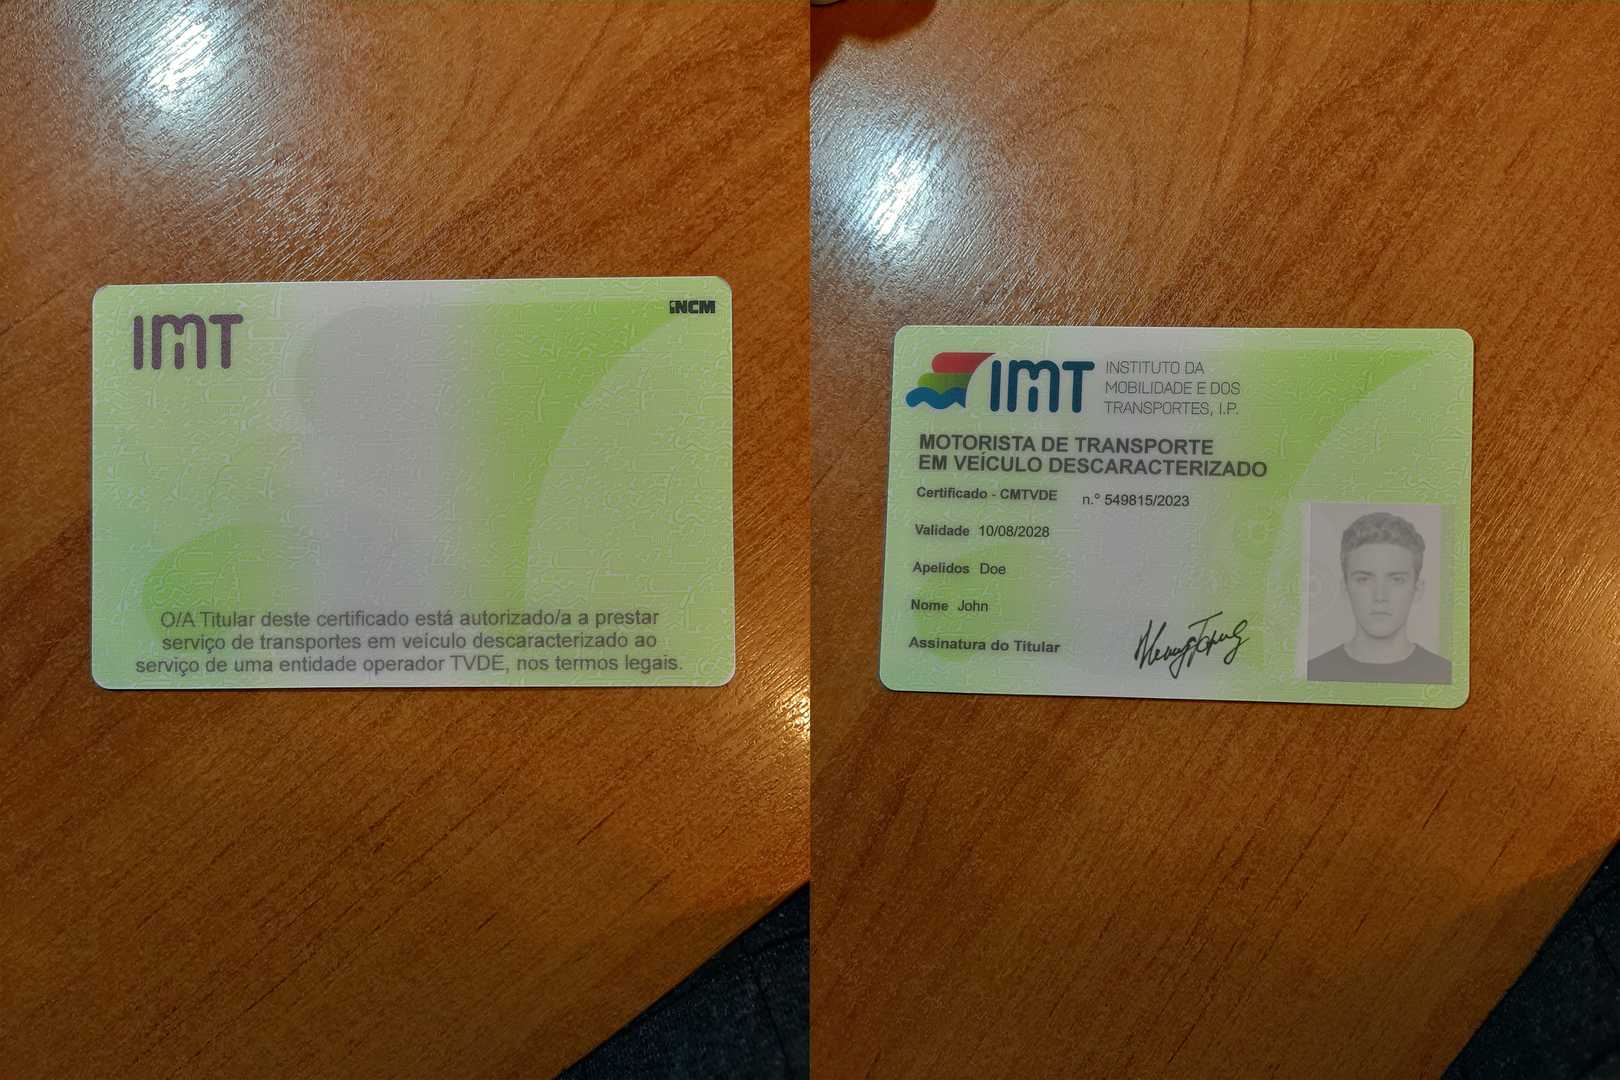 IMT
INCM
O/A Titular deste certificado está autorizado/a a prestar
serviço de transportes em veículo descaracterizado ao
serviço de uma entidade operador TVDE, nos termos legais.
IMT
INSTITUTO DA
MOBILIDADE E DOS
TRANSPORTES, I.P.
MOTORISTA DE TRANSPORTE
EM VEÍCULO DESCARACTERIZADO
Certificado - CMTVDE n.º 549815/2023
Validade 10/08/2028
Apelidos Doe
Nome John
Assinatura do Titular